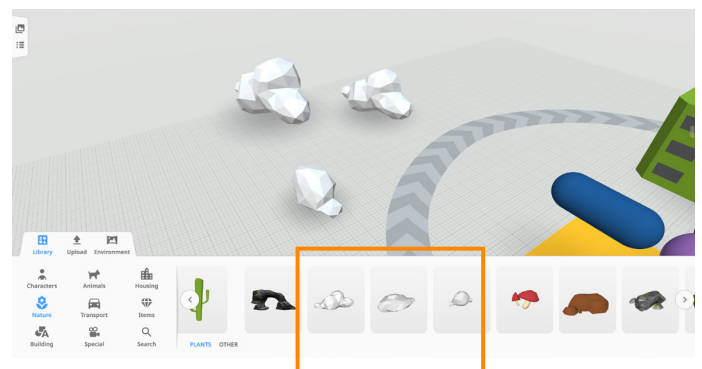 Library Upload Environment
Characters Animals Housing
Nature Transport Items
Building Special Search
PLANTS OTHER